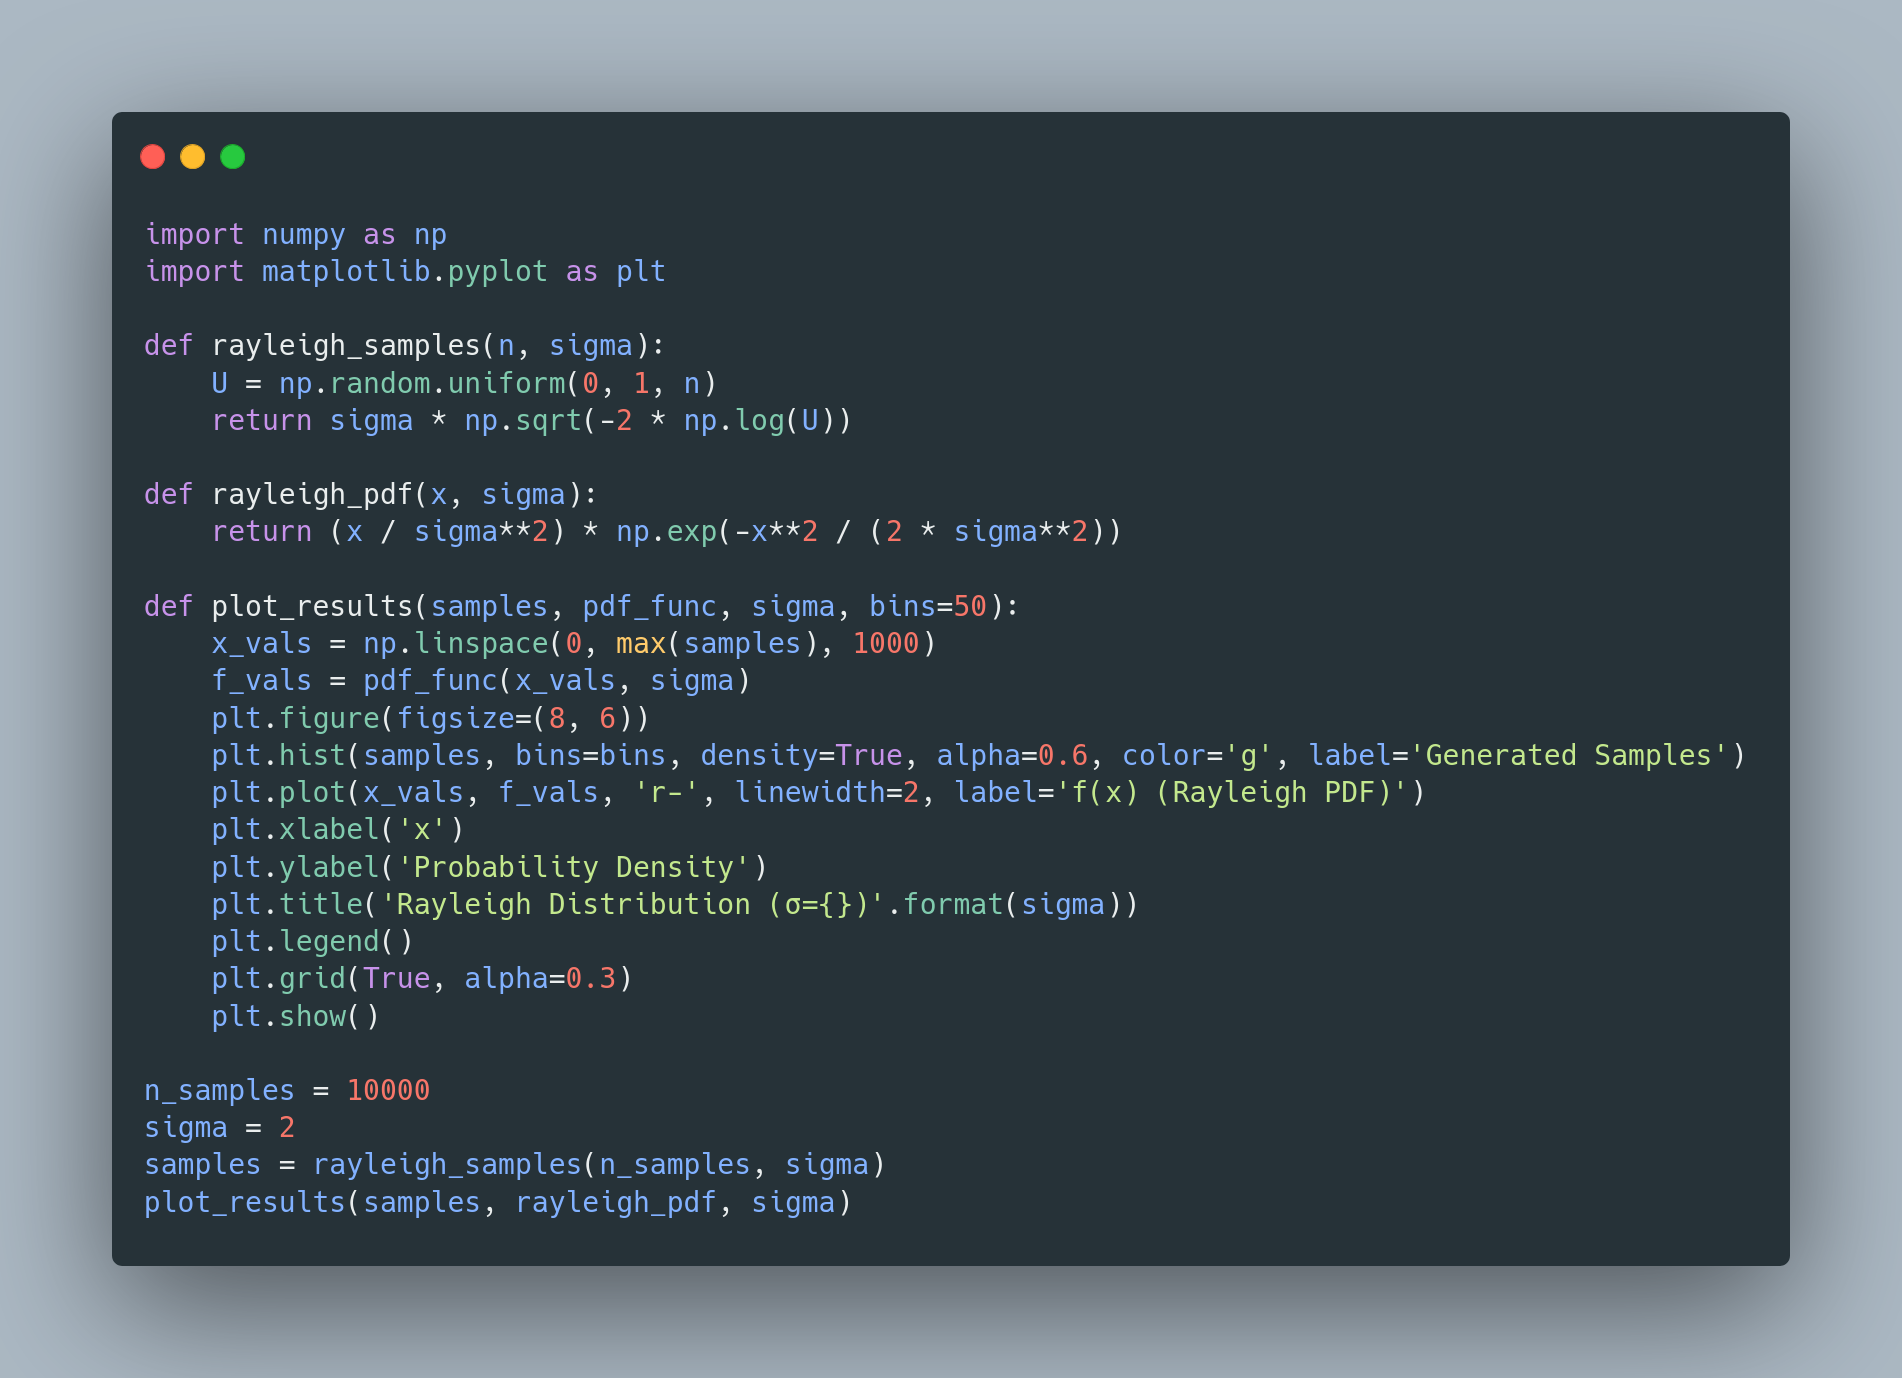 import numpy as np
import matplotlib.pyplot as plt

def rayleigh_samples(n, sigma):
    U = np.random.uniform(0, 1, n)
    return sigma * np.sqrt(-2 * np.log(U))

def rayleigh_pdf(x, sigma):
    return (x / sigma**2) * np.exp(-x**2 / (2 * sigma**2))

def plot_results(samples, pdf_func, sigma, bins=50):
    x_vals = np.linspace(0, max(samples), 1000)
    f_vals = pdf_func(x_vals, sigma)
    plt.figure(figsize=(8, 6))
    plt.hist(samples, bins=bins, density=True, alpha=0.6, color='g', label='Generated Samples')
    plt.plot(x_vals, f_vals, 'r-', linewidth=2, label='f(x) (Rayleigh PDF)')
    plt.xlabel('x')
    plt.ylabel('Probability Density')
    plt.title('Rayleigh Distribution (σ={})'.format(sigma))
    plt.legend()
    plt.grid(True, alpha=0.3)
    plt.show()

n_samples = 10000
sigma = 2
samples = rayleigh_samples(n_samples, sigma)
plot_results(samples, rayleigh_pdf, sigma)